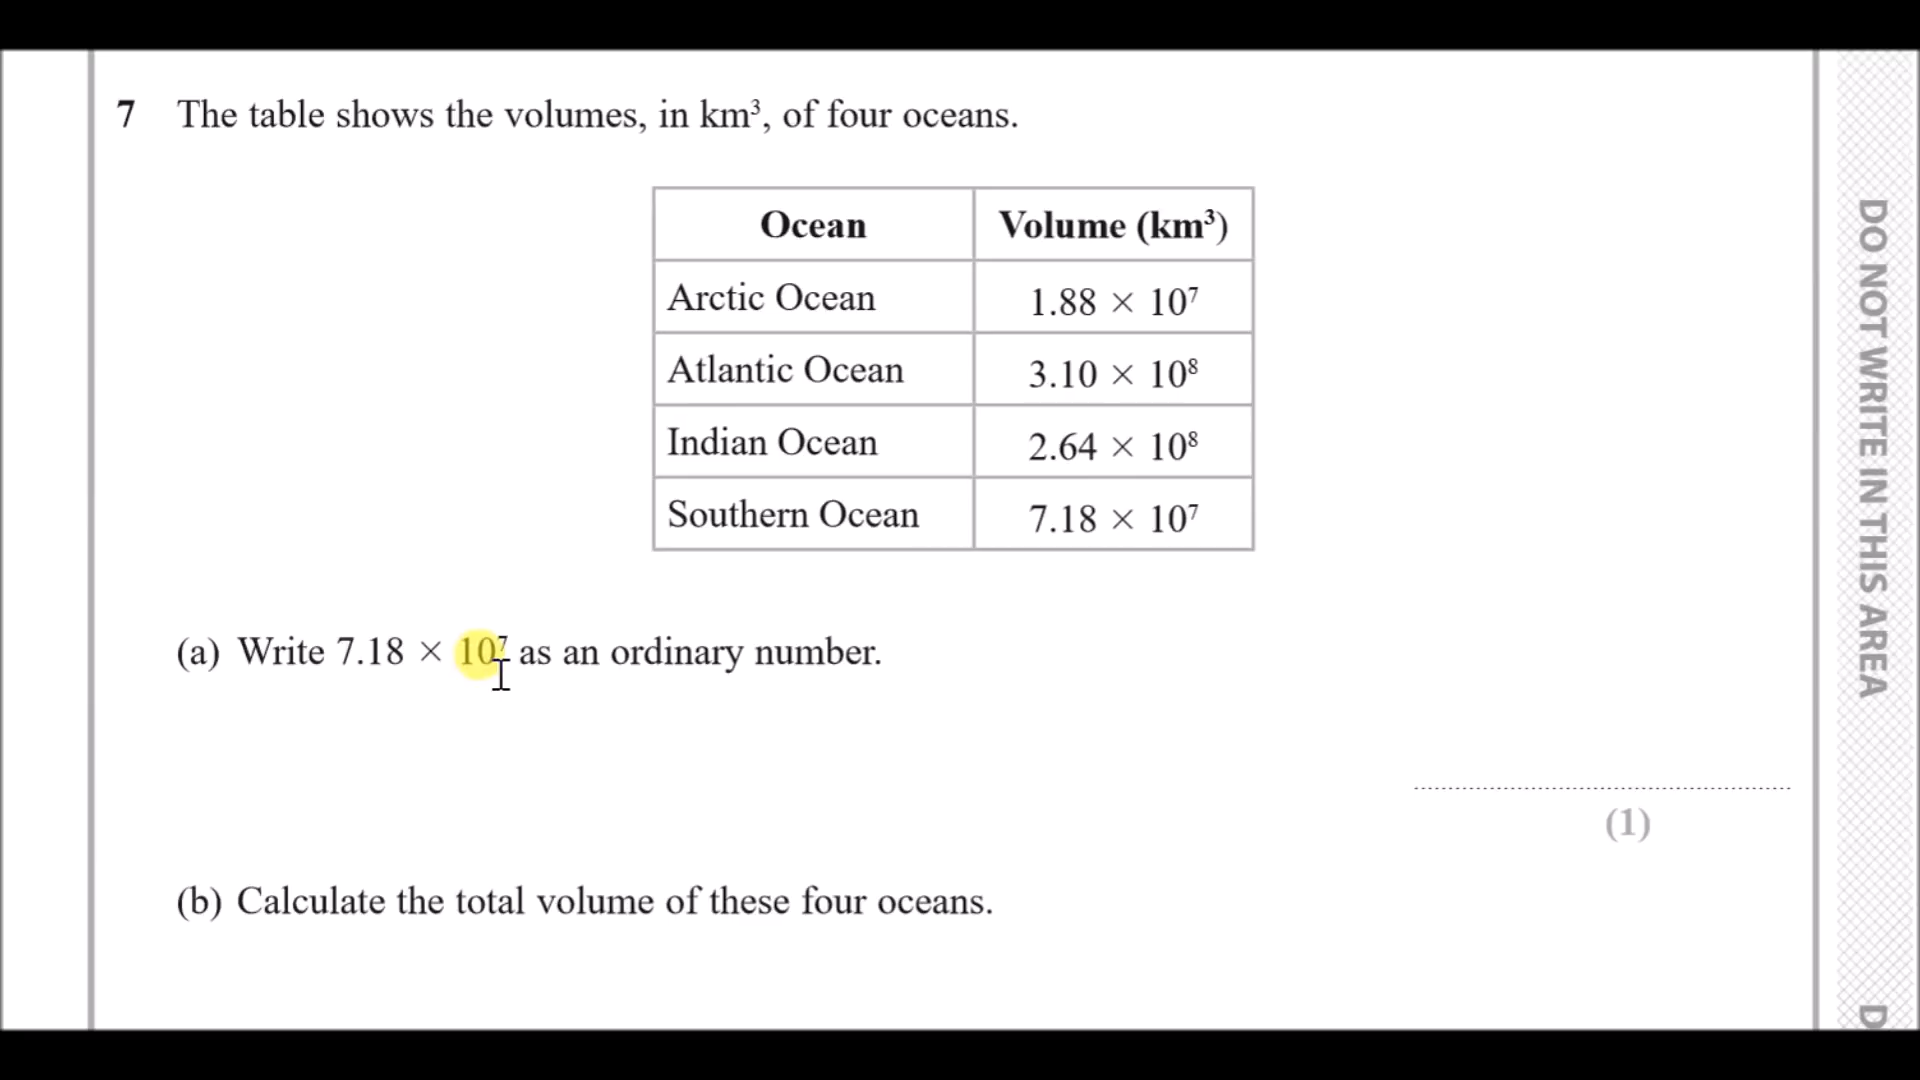 7 The table shows the volumes, in km³, of four oceans.
Ocean Volume (km³)
Arctic Ocean 1.88 × 10⁷
Atlantic Ocean 3.10 × 10⁸
Indian Ocean 2.64 × 10⁸
Southern Ocean 7.18 × 10⁷
(a) Write 7.18 × 10⁷ as an ordinary number.
(1)
(b) Calculate the total volume of these four oceans.
DO NOT WRITE IN THIS AREA
D